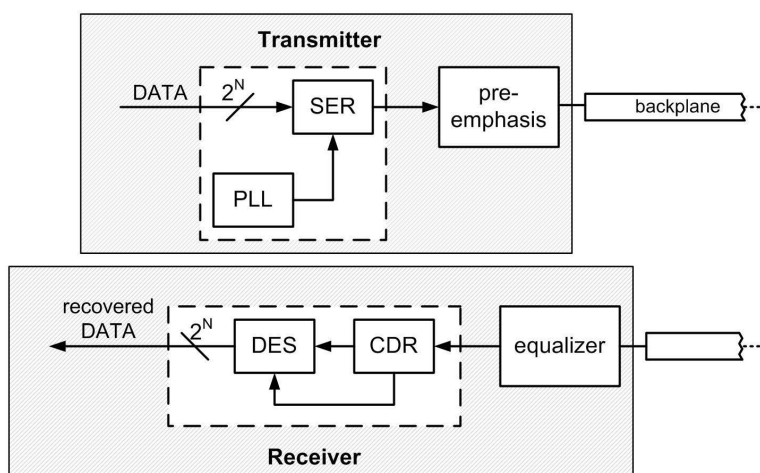 Transmitter
DATA
2^N
SER
pre-
emphasis
backplane
PLL
recovered
DATA
2^N
DES
CDR
equalizer
Receiver